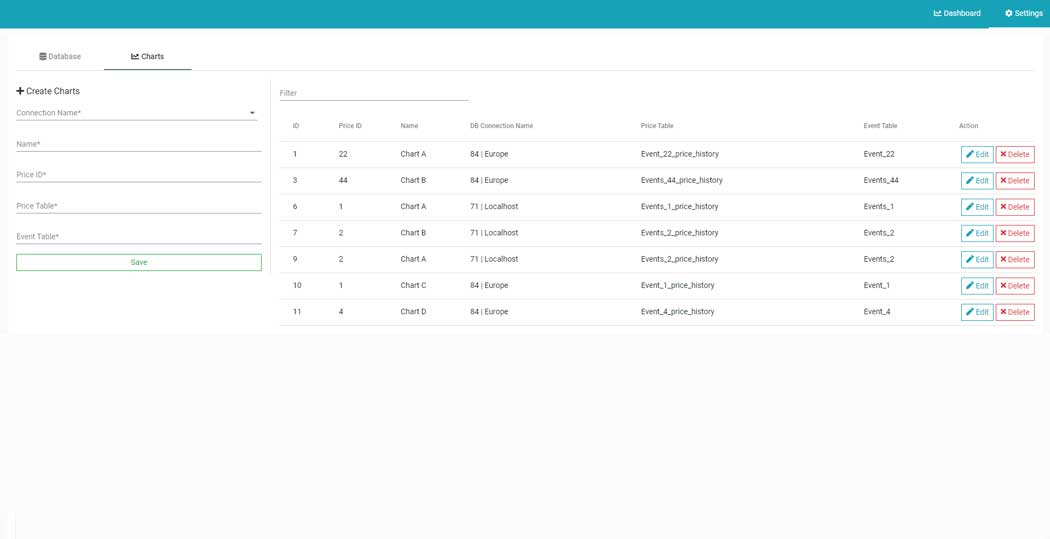 Dashboard Settings
Database Charts
Create Charts
Connection Name*
Name*
Price ID*
Price Table*
Event Table*
Save
Filter
ID Price ID Name DB Connection Name Price Table Event Table Action
1 22 Chart A 84 | Europe Event_22_price_history Event_22 Edit Delete
3 44 Chart B 84 | Europe Events_44_price_history Events_44 Edit Delete
6 1 Chart A 71 | Localhost Events_1_price_history Events_1 Edit Delete
7 2 Chart B 71 | Localhost Events_2_price_history Events_2 Edit Delete
9 2 Chart A 71 | Localhost Events_2_price_history Events_2 Edit Delete
10 1 Chart C 84 | Europe Event_1_price_history Event_1 Edit Delete
11 4 Chart D 84 | Europe Event_4_price_history Event_4 Edit Delete